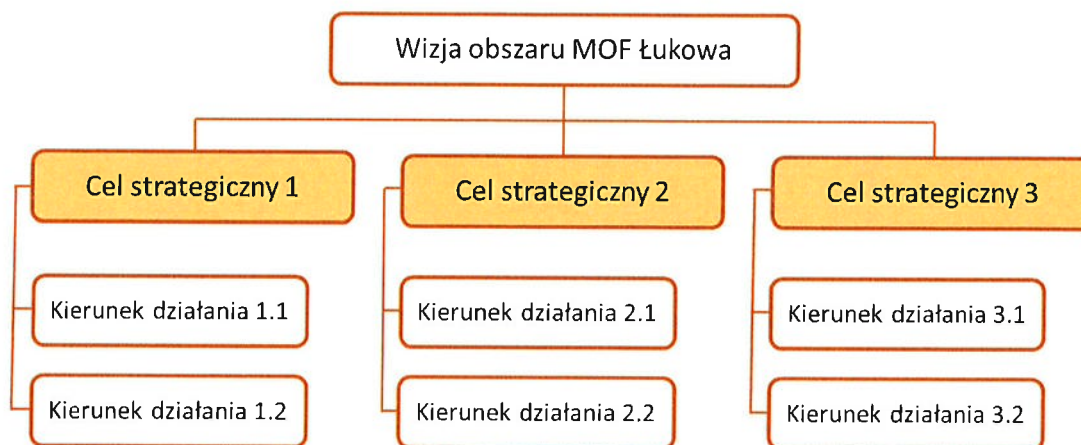 Wizja obszaru MOF Łukowa
Cel strategiczny 1
Cel strategiczny 2
Cel strategiczny 3
Kierunek działania 1.1
Kierunek działania 2.1
Kierunek działania 3.1
Kierunek działania 1.2
Kierunek działania 2.2
Kierunek działania 3.2